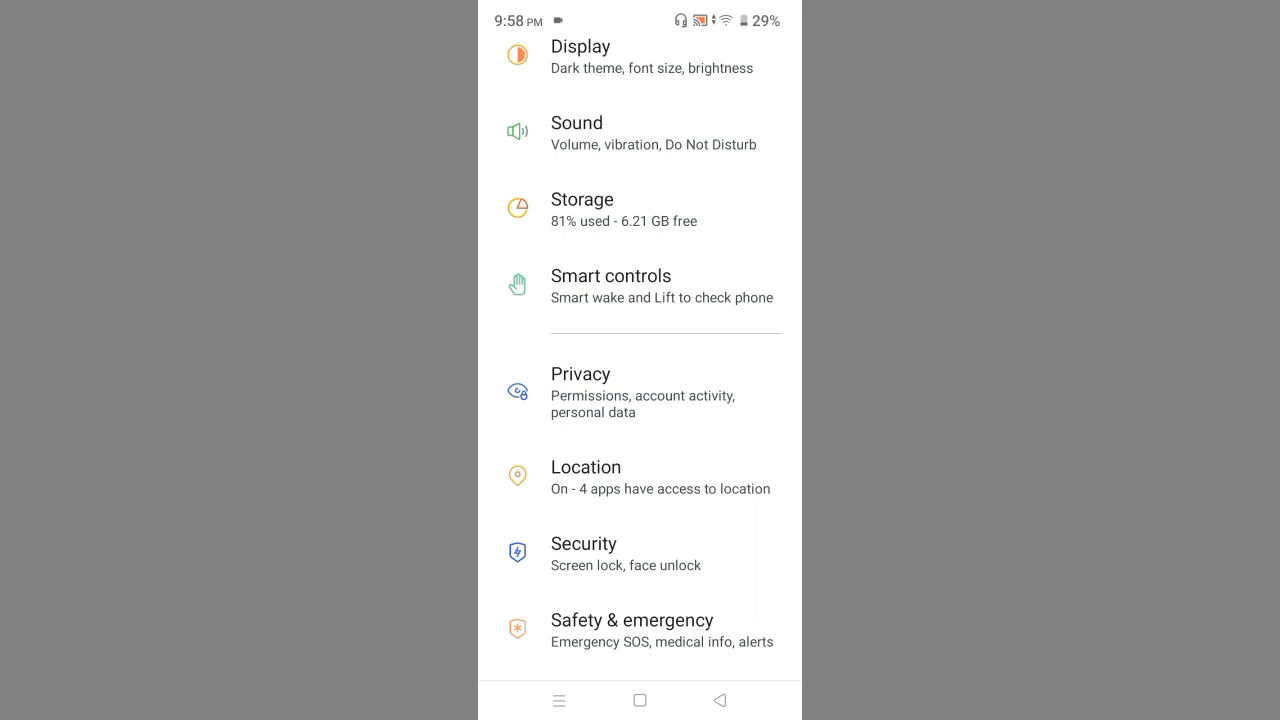 9:58 PM 29%
Display
Dark theme, font size, brightness
Sound
Volume, vibration, Do Not Disturb
Storage
81% used - 6.21 GB free
Smart controls
Smart wake and Lift to check phone
Privacy
Permissions, account activity,
personal data
Location
On - 4 apps have access to location
Security
Screen lock, face unlock
Safety & emergency
Emergency SOS, medical info, alerts